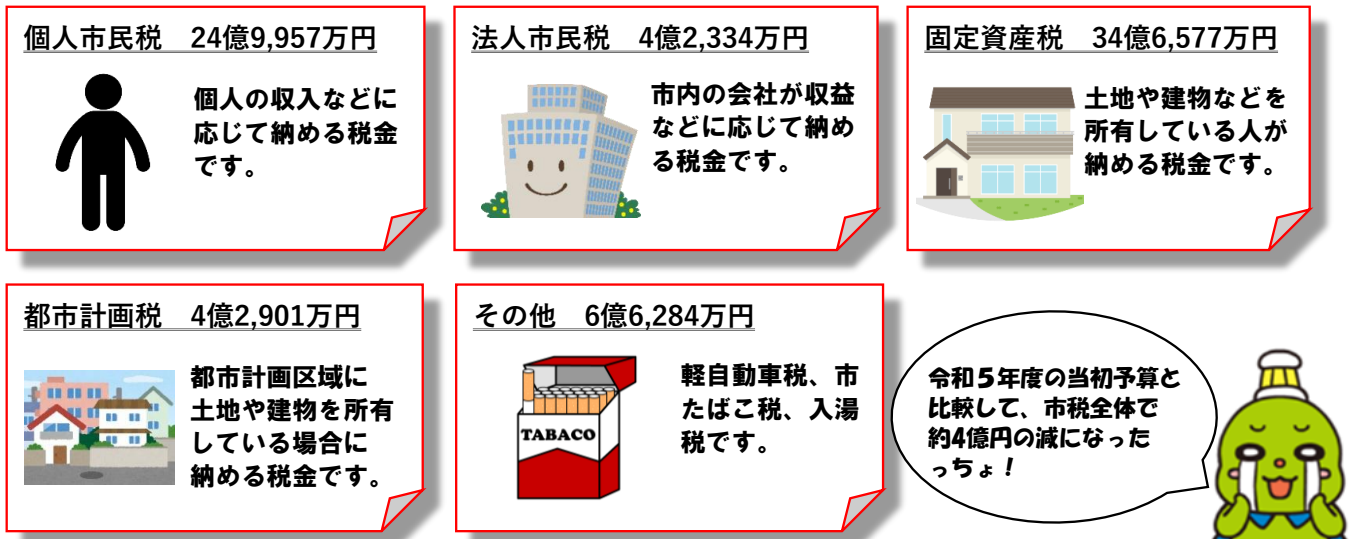 個人市民税　24億9,957万円
個人の収入などに
応じて納める税金
です。
法人市民税　4億2,334万円
市内の会社が収益
などに応じて納め
る税金です。
固定資産税　34億6,577万円
土地や建物などを
所有している人が
納める税金です。
都市計画税　4億2,901万円
都市計画区域に
土地や建物を所有
している場合に
納める税金です。
その他　6億6,284万円
TABACO
軽自動車税、市
たばこ税、入湯
税です。
令和５年度の当初予算と
比較して、市税全体で
約4億円の減になった
っちょ！